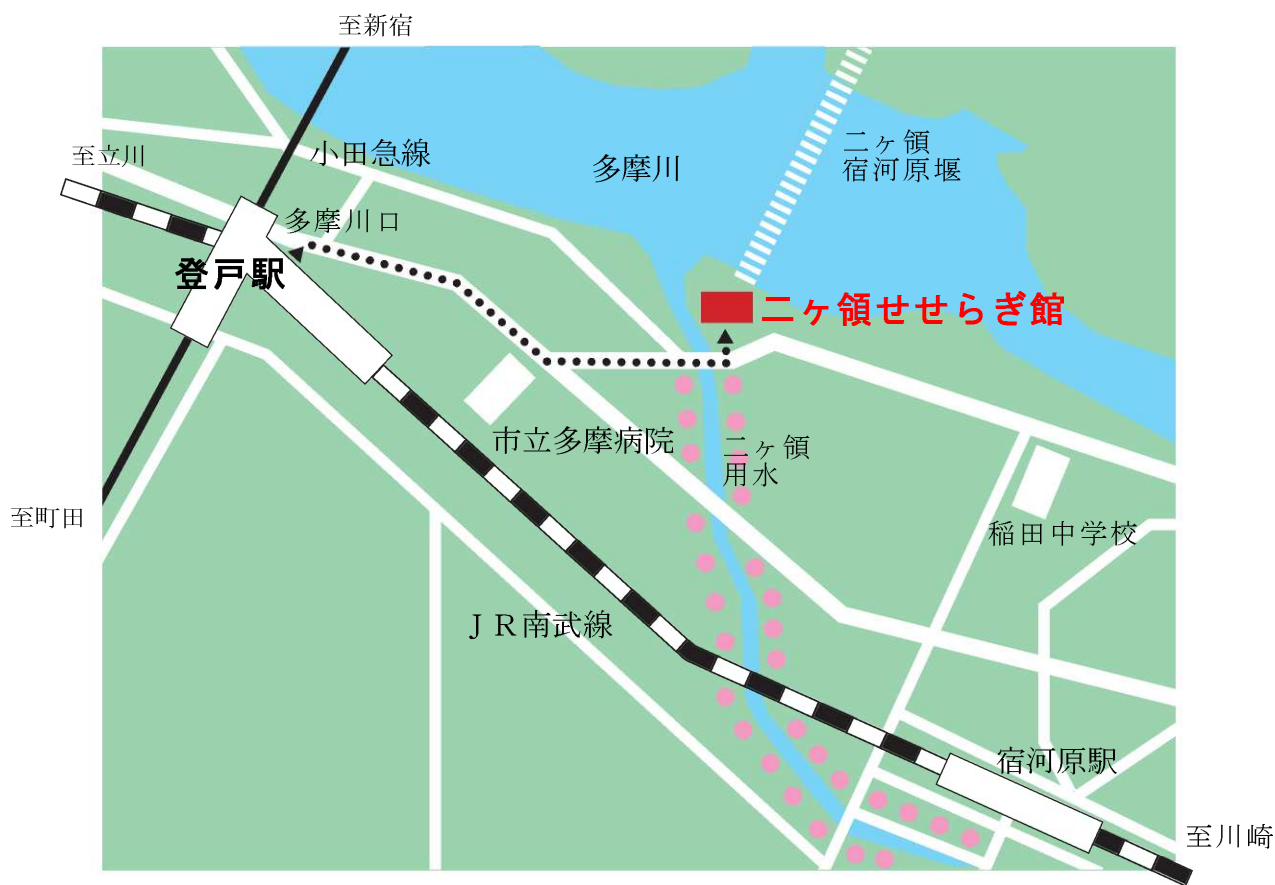 至新宿
至立川
小田急線
多摩川
二ヶ領
宿河原堰
多摩川口
登戸駅
二ヶ領せせらぎ館
市立多摩病院
二ヶ領
用水
至町田
稲田中学校
ＪＲ南武線
宿河原駅
至川崎